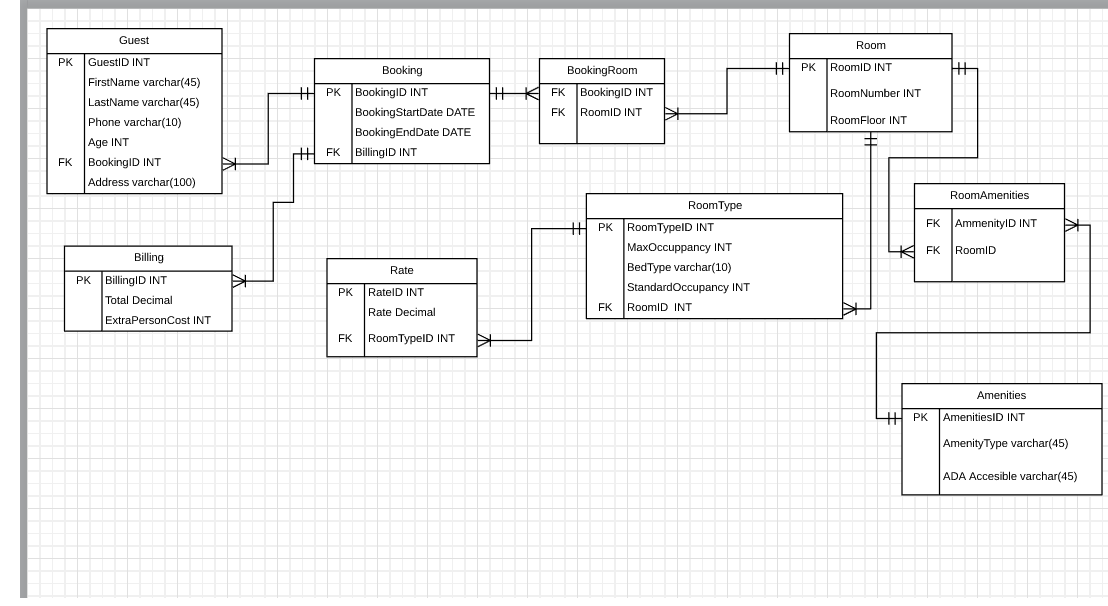 Guest
PK GuestID INT
FirstName varchar(45)
LastName varchar(45)
Phone varchar(10)
Age INT
FK BookingID INT
Address varchar(100)
Booking
PK BookingID INT
BookingStartDate DATE
BookingEndDate DATE
FK BillingID INT
BookingRoom
FK BookingID INT
FK RoomID INT
Room
PK RoomID INT
RoomNumber INT
RoomFloor INT
Billing
PK BillingID INT
Total Decimal
ExtraPersonCost INT
Rate
PK RateID INT
Rate Decimal
FK RoomTypeID INT
RoomType
PK RoomTypeID INT
MaxOccuppancy INT
BedType varchar(10)
StandardOccupancy INT
FK RoomID INT
RoomAmenities
FK AmmenityID INT
FK RoomID
Amenities
PK AmenitiesID INT
AmenityType varchar(45)
ADA Accesible varchar(45)